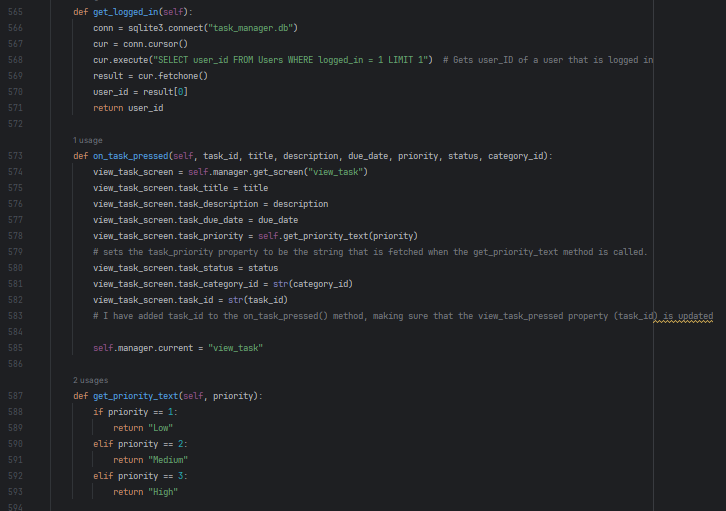 565 def get_logged_in(self):
566 conn = sqlite3.connect("task_manager.db")
567 cur = conn.cursor()
568 cur.execute("SELECT user_id FROM Users WHERE logged_in = 1 LIMIT 1")  # Gets user_ID of a user that is logged in
569 result = cur.fetchone()
570 user_id = result[0]
571 return user_id
572
1 usage
573 def on_task_pressed(self, task_id, title, description, due_date, priority, status, category_id):
574 view_task_screen = self.manager.get_screen("view_task")
575 view_task_screen.task_title = title
576 view_task_screen.task_description = description
577 view_task_screen.task_due_date = due_date
578 view_task_screen.task_priority = self.get_priority_text(priority)
579 # sets the task_priority property to be the string that is fetched when the get_priority_text method is called.
580 view_task_screen.task_status = status
581 view_task_screen.task_category_id = str(category_id)
582 view_task_screen.task_id = str(task_id)
583 # I have added task_id to the on_task_pressed() method, making sure that the view_task_pressed property (task_id) is updated
584
585 self.manager.current = "view_task"
586
2 usages
587 def get_priority_text(self, priority):
588 if priority == 1:
589 return "Low"
590 elif priority == 2:
591 return "Medium"
592 elif priority == 3:
593 return "High"
594